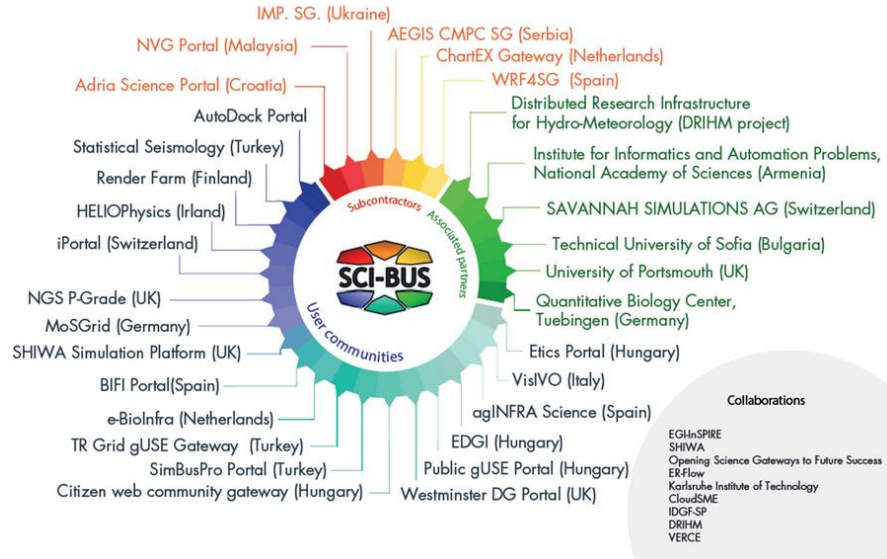 IMP. SG. (Ukraine)
NVG Portal (Malaysia)
Adria Science Portal (Croatia)
AEGIS CMPC SG (Serbia)
ChartEX Gateway (Netherlands)
WRF4SG (Spain)
AutoDock Portal
Statistical Seismology (Turkey)
Render Farm (Finland)
HELIOPhysics (Irland)
iPortal (Switzerland)
NGS P-Grade (UK)
MoSGrid (Germany)
SHIWA Simulation Platform (UK)
BIFI Portal(Spain)
e-BioInfra (Netherlands)
TR Grid gUSE Gateway (Turkey)
SimBusPro Portal (Turkey)
Citizen web community gateway (Hungary)
Distributed Research Infrastructure
for Hydro-Meteorology (DRIHM project)
Institute for Informatics and Automation Problems,
National Academy of Sciences (Armenia)
SAVANNAH SIMULATIONS AG (Switzerland)
Technical University of Sofia (Bulgaria)
University of Portsmouth (UK)
Quantitative Biology Center,
Tuebingen (Germany)
Etics Portal (Hungary)
VisIVO (Italy)
agINFRA Science (Spain)
EDGI (Hungary)
Public gUSE Portal (Hungary)
Westminster DG Portal (UK)
Subcontractors
Associated partners
User communities
SCI-BUS
Collaborations
EGI-InSPIRE
SHIWA
Opening Science Gateways to Future Success
ER-Flow
Karlsruhe Institute of Technology
CloudSME
IDGF-SP
DRIHM
VERCE